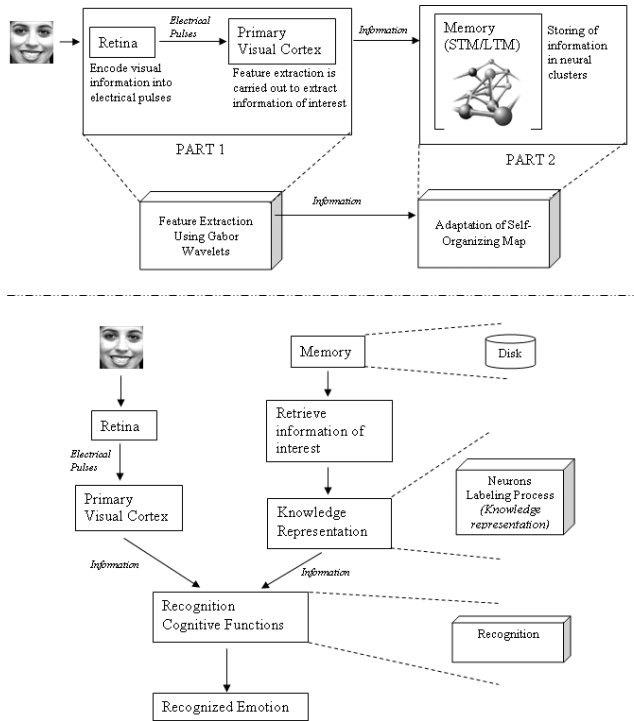 Electrical
Pulses
Retina
Primary
Visual Cortex
Information
Memory
(STM/LTM)
Storing of
information
in neural
clusters
Encode visual
information into
electrical pulses
Feature extraction is
carried out to extract
information of interest
PART 1
PART 2
Feature Extraction
Using Gabor
Wavelets
Information
Adaptation of Self-
Organizing Map
Memory
Disk
Retina
Retrieve
information of
interest
Electrical
Pulses
Primary
Visual Cortex
Knowledge
Representation
Neurons
Labeling Process
(Knowledge
representation)
Information
Information
Recognition
Cognitive Functions
Recognition
Recognized Emotion